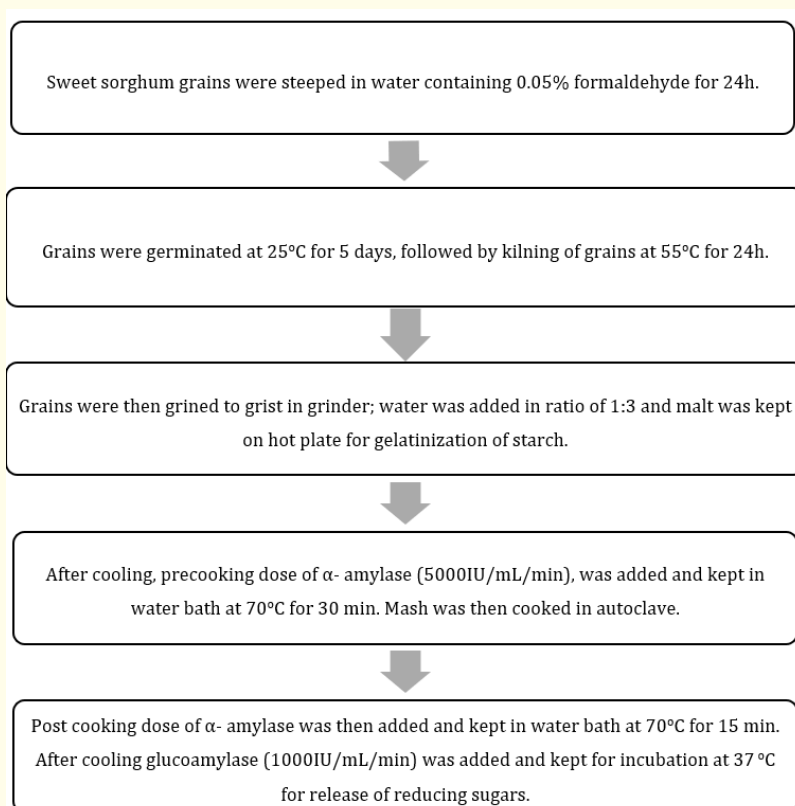 Sweet sorghum grains were steeped in water containing 0.05% formaldehyde for 24h.
Grains were germinated at 25°C for 5 days, followed by kilning of grains at 55°C for 24h.
Grains were then grined to grist in grinder; water was added in ratio of 1:3 and malt was kept
on hot plate for gelatinization of starch.
After cooling, precooking dose of α- amylase (5000IU/mL/min), was added and kept in
water bath at 70°C for 30 min. Mash was then cooked in autoclave.
Post cooking dose of α- amylase was then added and kept in water bath at 70°C for 15 min.
After cooling glucoamylase (1000IU/mL/min) was added and kept for incubation at 37 °C
for release of reducing sugars.